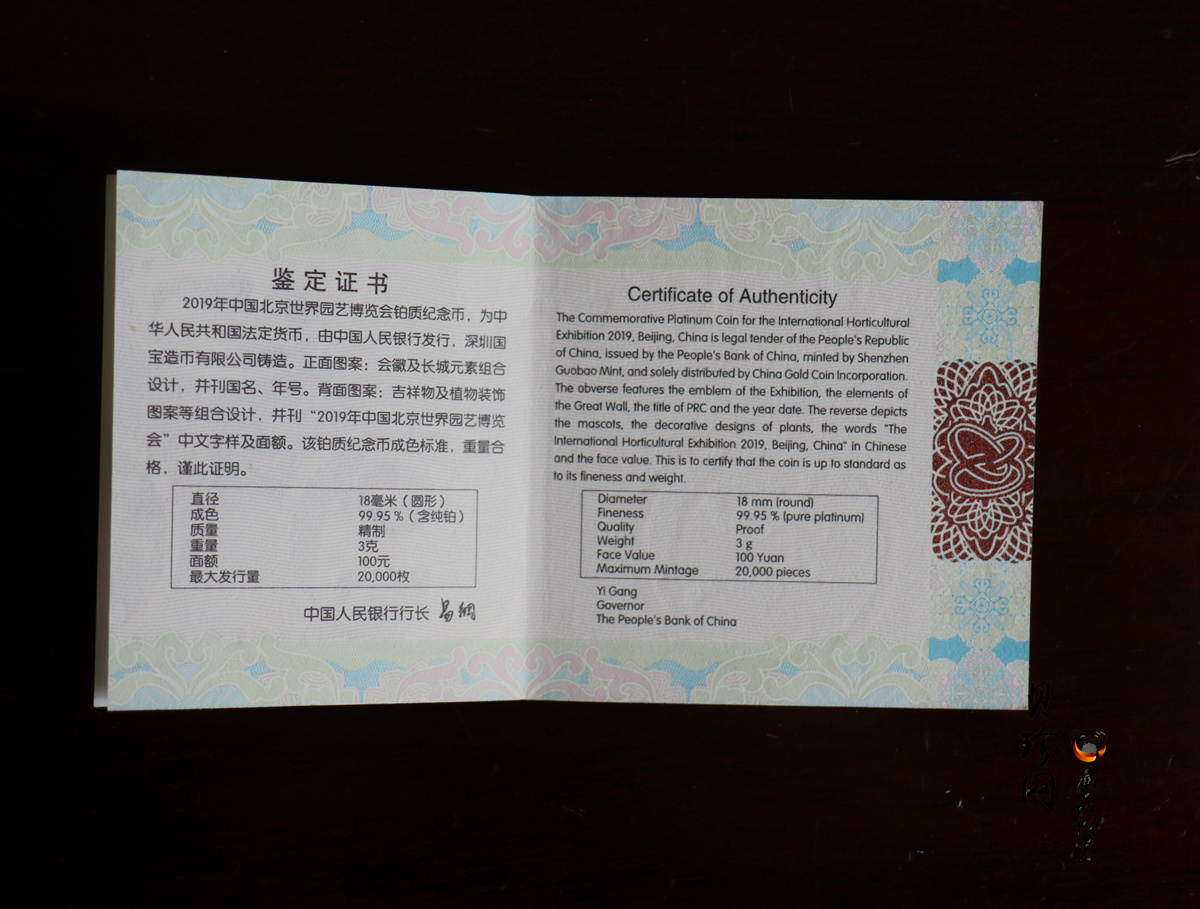 鉴定证书
2019年中国北京世界园艺博览会铂质纪念币，为中
华人民共和国法定货币，由中国人民银行发行，深圳国
宝造币有限公司铸造。正面图案：会徽及长城元素组合
设计，并刊国名、年号。背面图案：吉祥物及植物装饰
图案等组合设计，并刊“2019年中国北京世界园艺博览
会”中文字样及面额。该铂质纪念币成色标准，重量合
格，谨此证明。
直径 18毫米（圆形）
成色 99.95％（含纯铂）
质量 精制
重量 3克
面额 100元
最大发行量 20,000枚
中国人民银行行长 易纲
Certificate of Authenticity
The Commemorative Platinum Coin for the International Horticultural
Exhibition 2019, Beijing, China is legal tender of the People's Republic
of China, issued by the People's Bank of China, minted by Shenzhen
Guobao Mint, and solely distributed by China Gold Coin Incorporation.
The obverse features the emblem of the Exhibition, the elements of
the Great Wall, the title of PRC and the year date. The reverse depicts
the mascots, the decorative designs of plants, the words "The
International Horticultural Exhibition 2019, Beijing, China" in Chinese
and the face value. This is to certify that the coin is up to standard as
to its fineness and weight.
Diameter 18 mm (round)
Fineness 99.95 % (pure platinum)
Quality Proof
Weight 3 g
Face Value 100 Yuan
Maximum Mintage 20,000 pieces
Yi Gang
Governor
The People's Bank of China
贝珍网